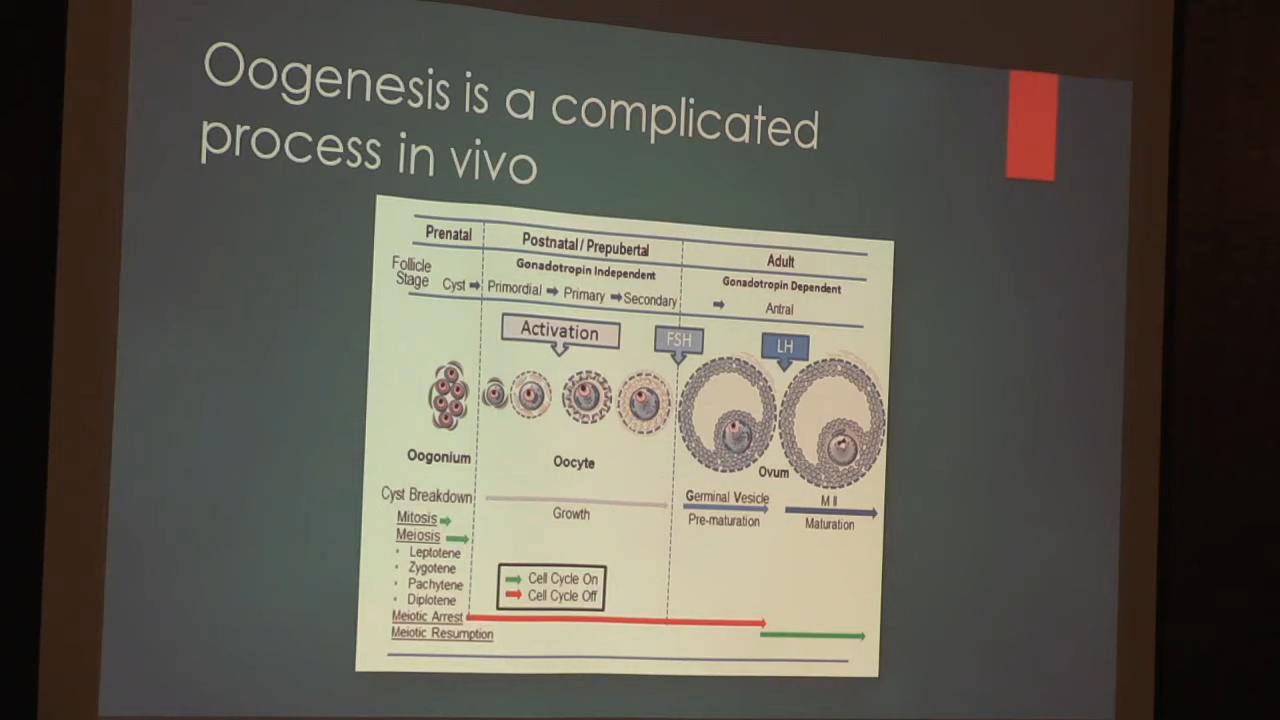 Oogenesis is a complicated
process in vivo
Prenatal
Postnatal / Prepubertal
Adult
Gonadotropin Independent
Gonadotropin Dependent
Follicle
Stage
Cyst
Primordial
Primary
Secondary
Antral
Activation
FSH
LH
Oogonium
Oocyte
Ovum
Cyst Breakdown
Growth
Germinal Vesicle
Pre-maturation
M II
Maturation
Mitosis
Meiosis
• Leptotene
• Zygotene
• Pachytene
• Diplotene
Cell Cycle On
Cell Cycle Off
Meiotic Arrest
Meiotic Resumption